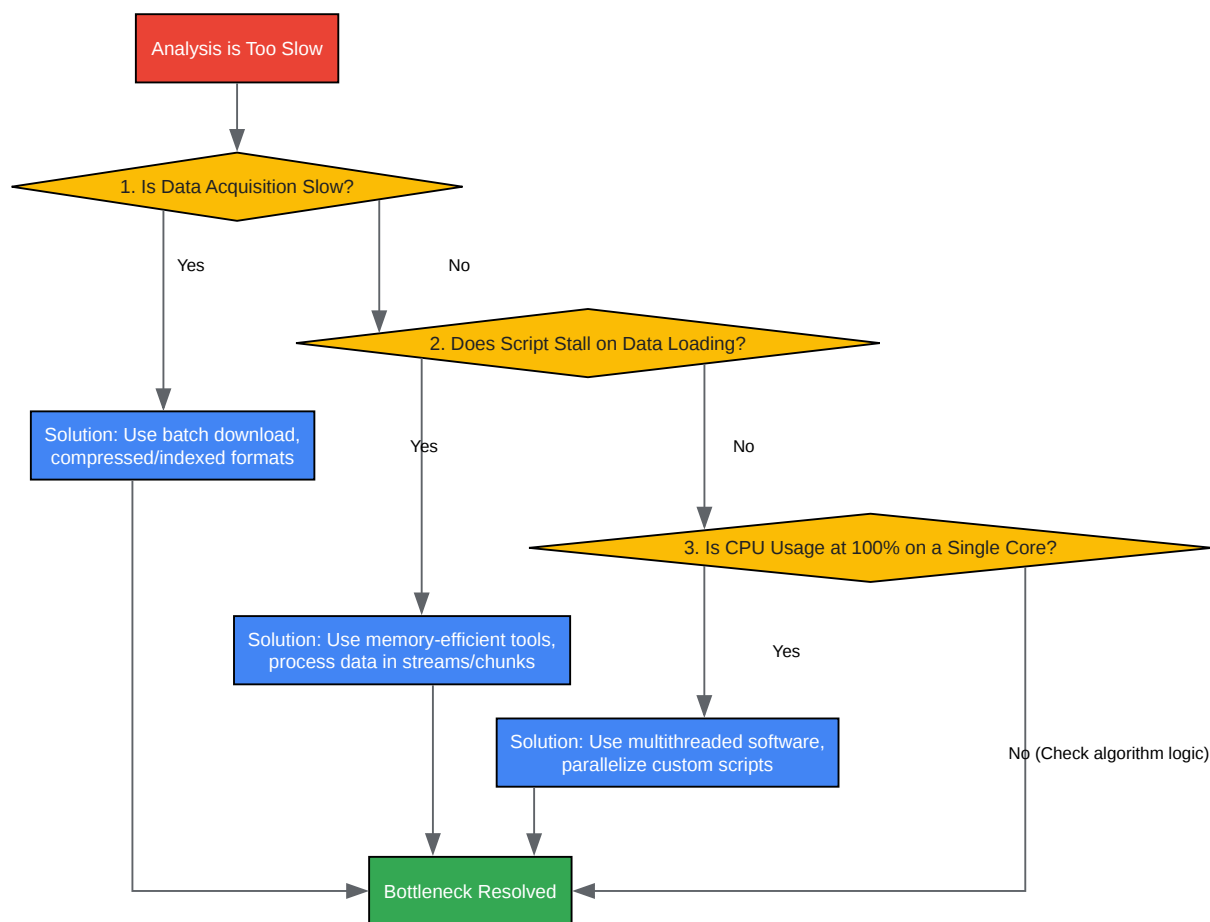 Analysis is Too Slow
1. Is Data Acquisition Slow?
Yes
No
2. Does Script Stall on Data Loading?
Solution: Use batch download,
compressed/indexed formats
Yes
No
3. Is CPU Usage at 100% on a Single Core?
Solution: Use memory-efficient tools,
process data in streams/chunks
Yes
Solution: Use multithreaded software,
parallelize custom scripts
No (Check algorithm logic)
Bottleneck Resolved